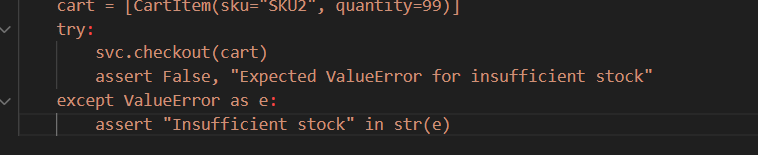 cart = [CartItem(sku="SKU2", quantity=99)]
try:
svc.checkout(cart)
assert False, "Expected ValueError for insufficient stock"
except ValueError as e:
assert "Insufficient stock" in str(e)